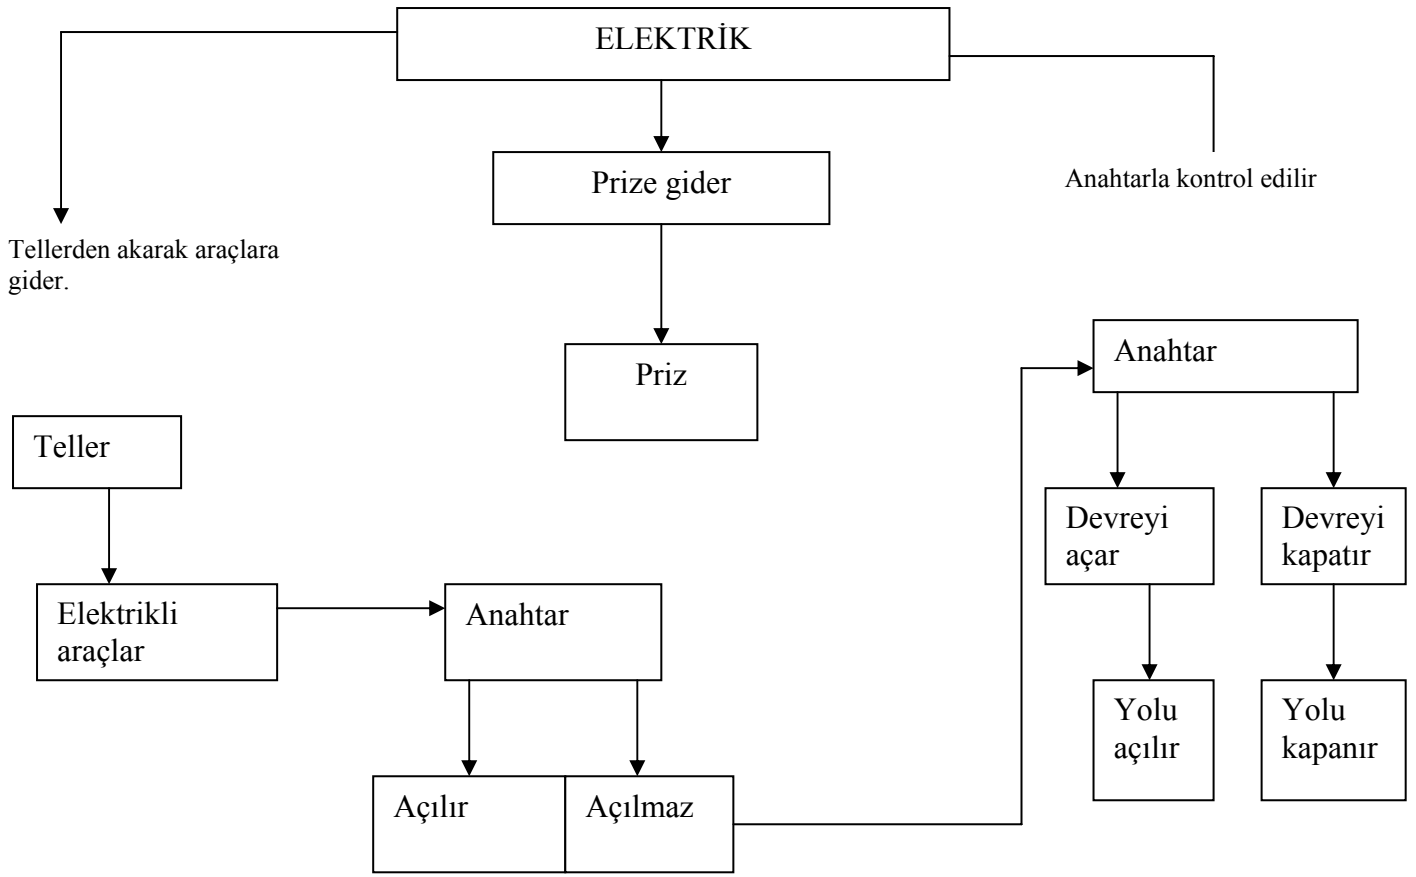 ELEKTRİK
Prize gider
Anahtarla kontrol edilir
Tellerden akarak araçlara
gider.
Priz
Anahtar
Teller
Devreyi
açar
Devreyi
kapatır
Elektrikli
araçlar
Anahtar
Yolu
açılır
Yolu
kapanır
Açılır
Açılmaz